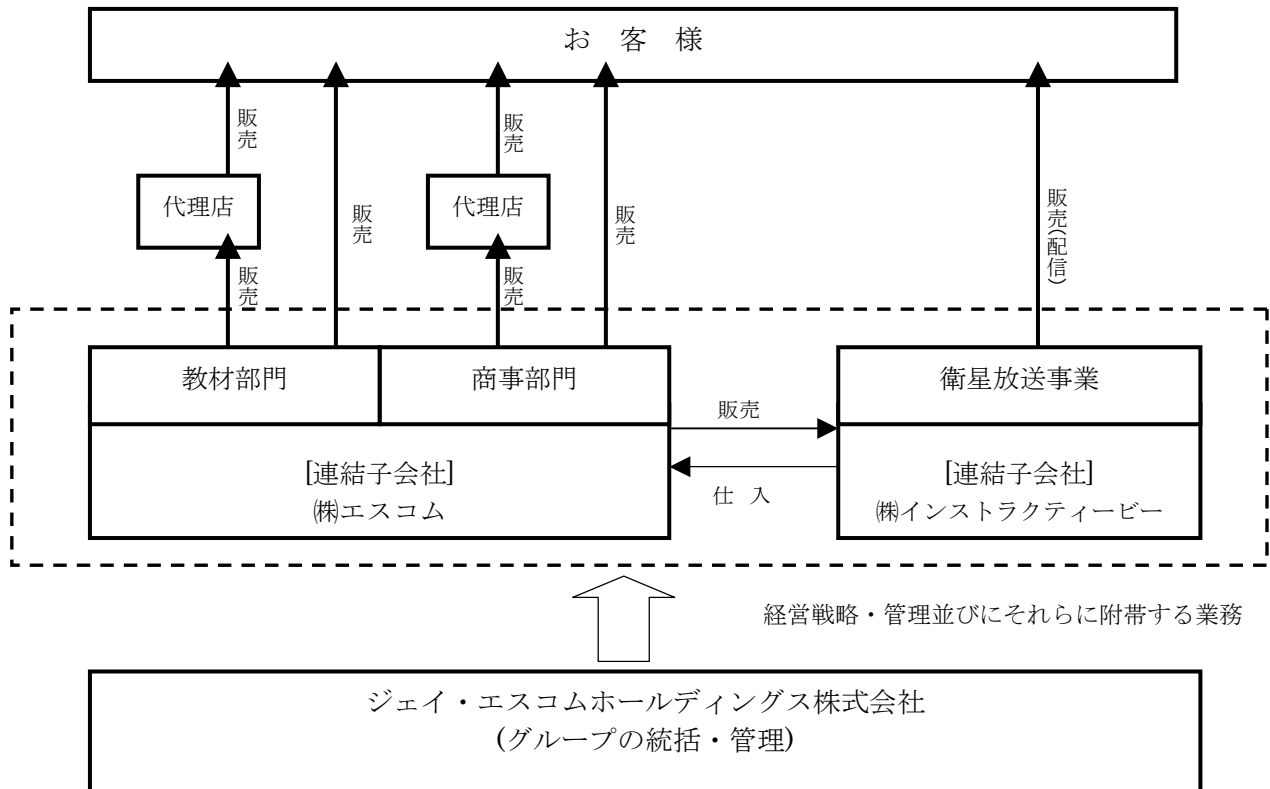 お 客 様
販売
販売
代理店
代理店
販売
販売
販売(配信)
販売
販売
教材部門
商事部門
衛星放送事業
販売
[連結子会社]
㈱エスコム
仕 入
[連結子会社]
㈱インストラクティービー
経営戦略・管理並びにそれらに附帯する業務
ジェイ・エスコムホールディングス株式会社
(グループの統括・管理)